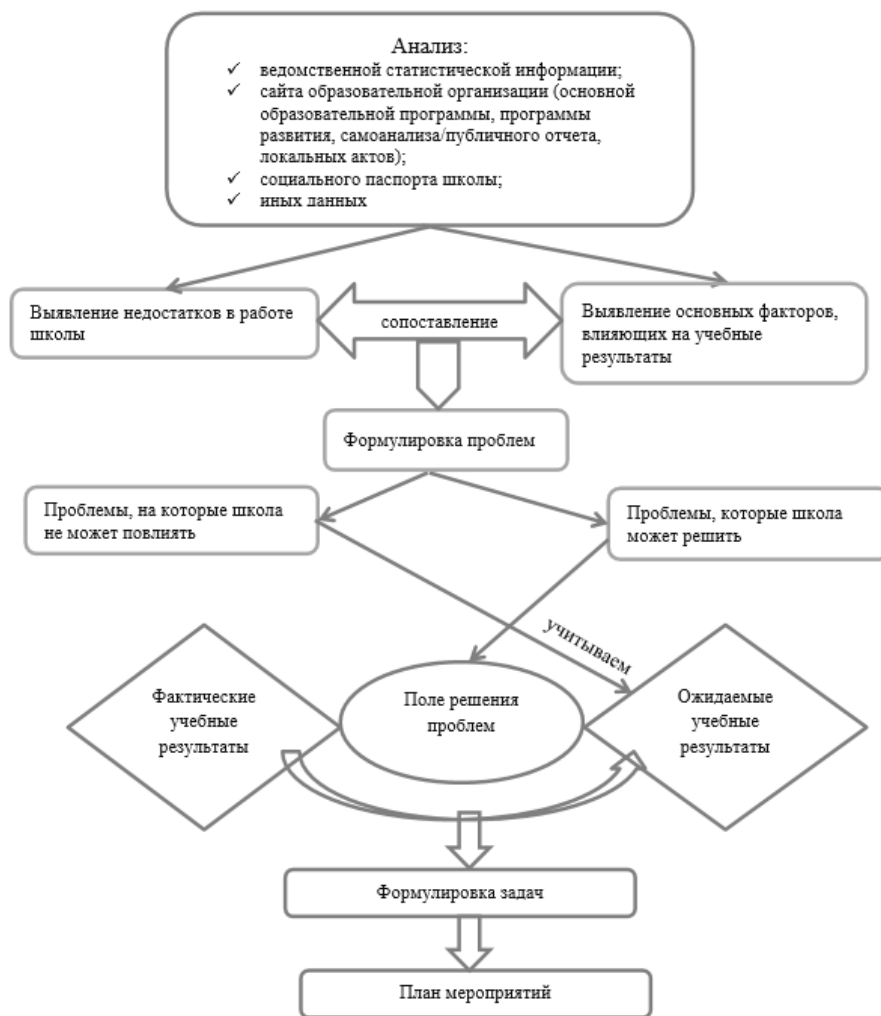 Анализ:
✓ ведомственной статистической информации;
✓ сайта образовательной организации (основной
образовательной программы, программы
развития, самоанализа/публичного отчета,
локальных актов);
✓ социального паспорта школы;
✓ иных данных
Выявление недостатков в работе
школы
сопоставление
Выявление основных факторов,
влияющих на учебные
результаты
Формулировка проблем
Проблемы, на которые школа
не может повлиять
Проблемы, которые школа
может решить
учитываем
Фактические
учебные
результаты
Поле решения
проблем
Ожидаемые
учебные
результаты
Формулировка задач
План мероприятий